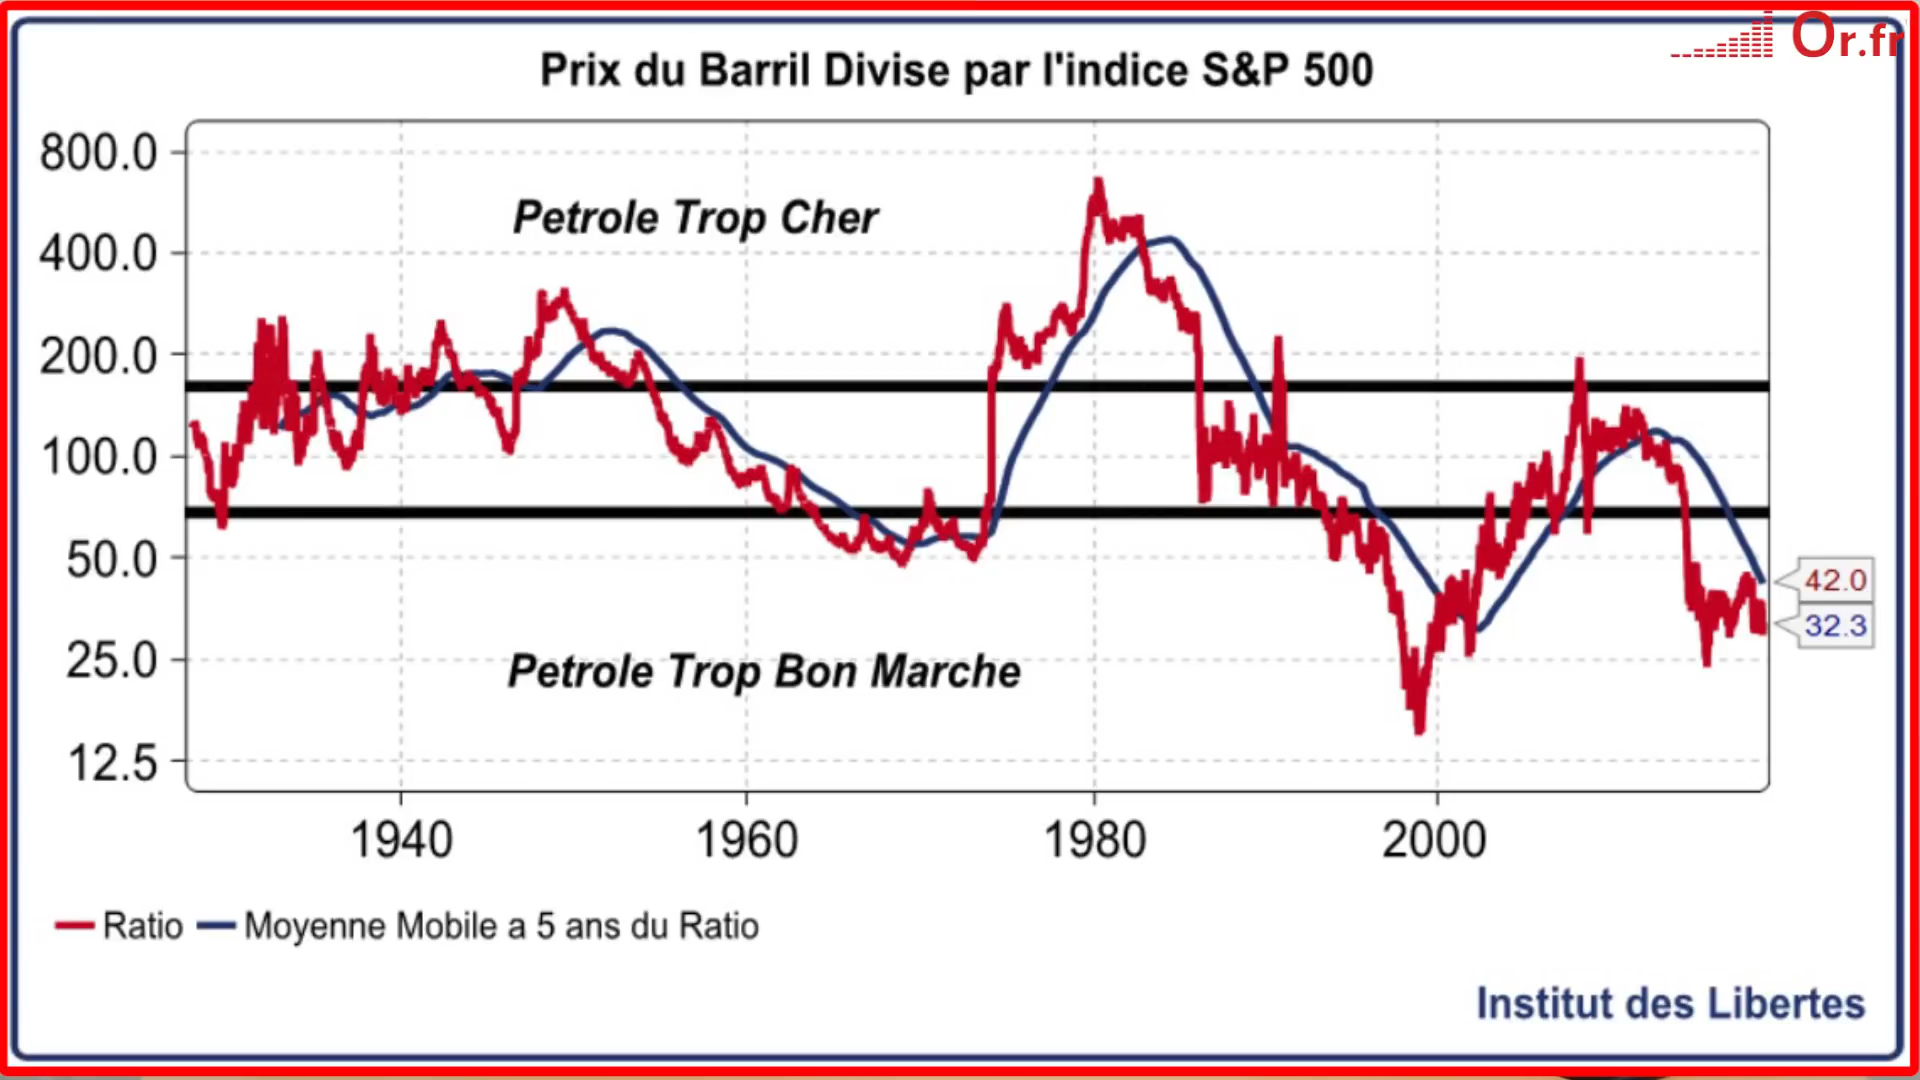 Or.fr
Prix du Barril Divise par l'indice S&P 500
800.0
400.0
200.0
100.0
50.0
25.0
12.5
Petrole Trop Cher
Petrole Trop Bon Marche
42.0
32.3
1940 1960 1980 2000
Ratio Moyenne Mobile a 5 ans du Ratio
Institut des Libertes